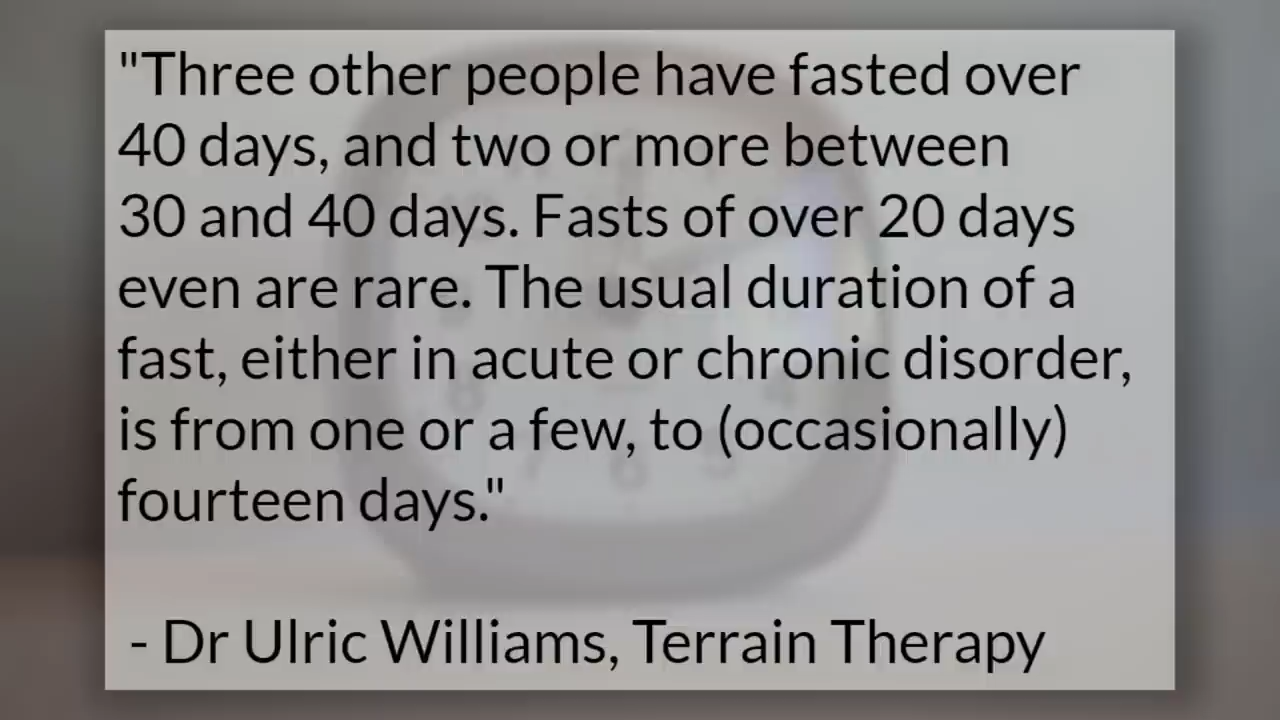 "Three other people have fasted over
40 days, and two or more between
30 and 40 days. Fasts of over 20 days
even are rare. The usual duration of a
fast, either in acute or chronic disorder,
is from one or a few, to (occasionally)
fourteen days."
- Dr Ulric Williams, Terrain Therapy